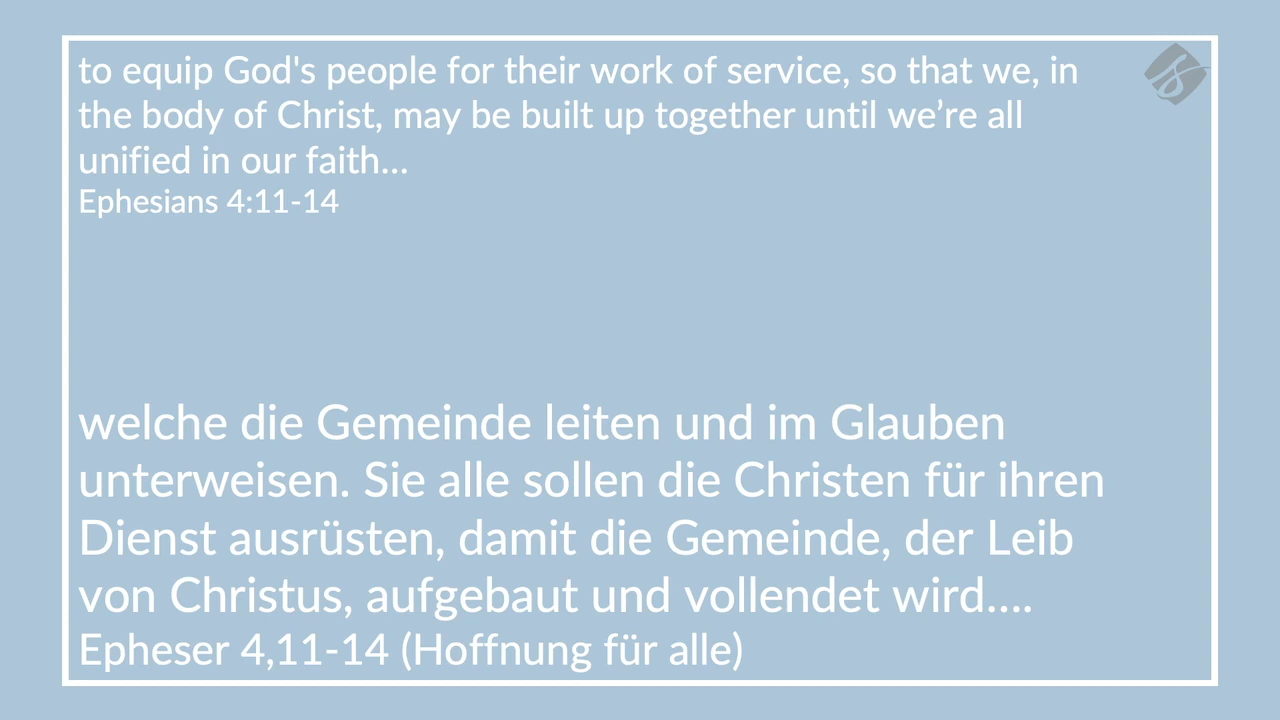 to equip God's people for their work of service, so that we, in
the body of Christ, may be built up together until we’re all
unified in our faith...
Ephesians 4:11-14
welche die Gemeinde leiten und im Glauben
unterweisen. Sie alle sollen die Christen für ihren
Dienst ausrüsten, damit die Gemeinde, der Leib
von Christus, aufgebaut und vollendet wird....
Epheser 4,11-14 (Hoffnung für alle)